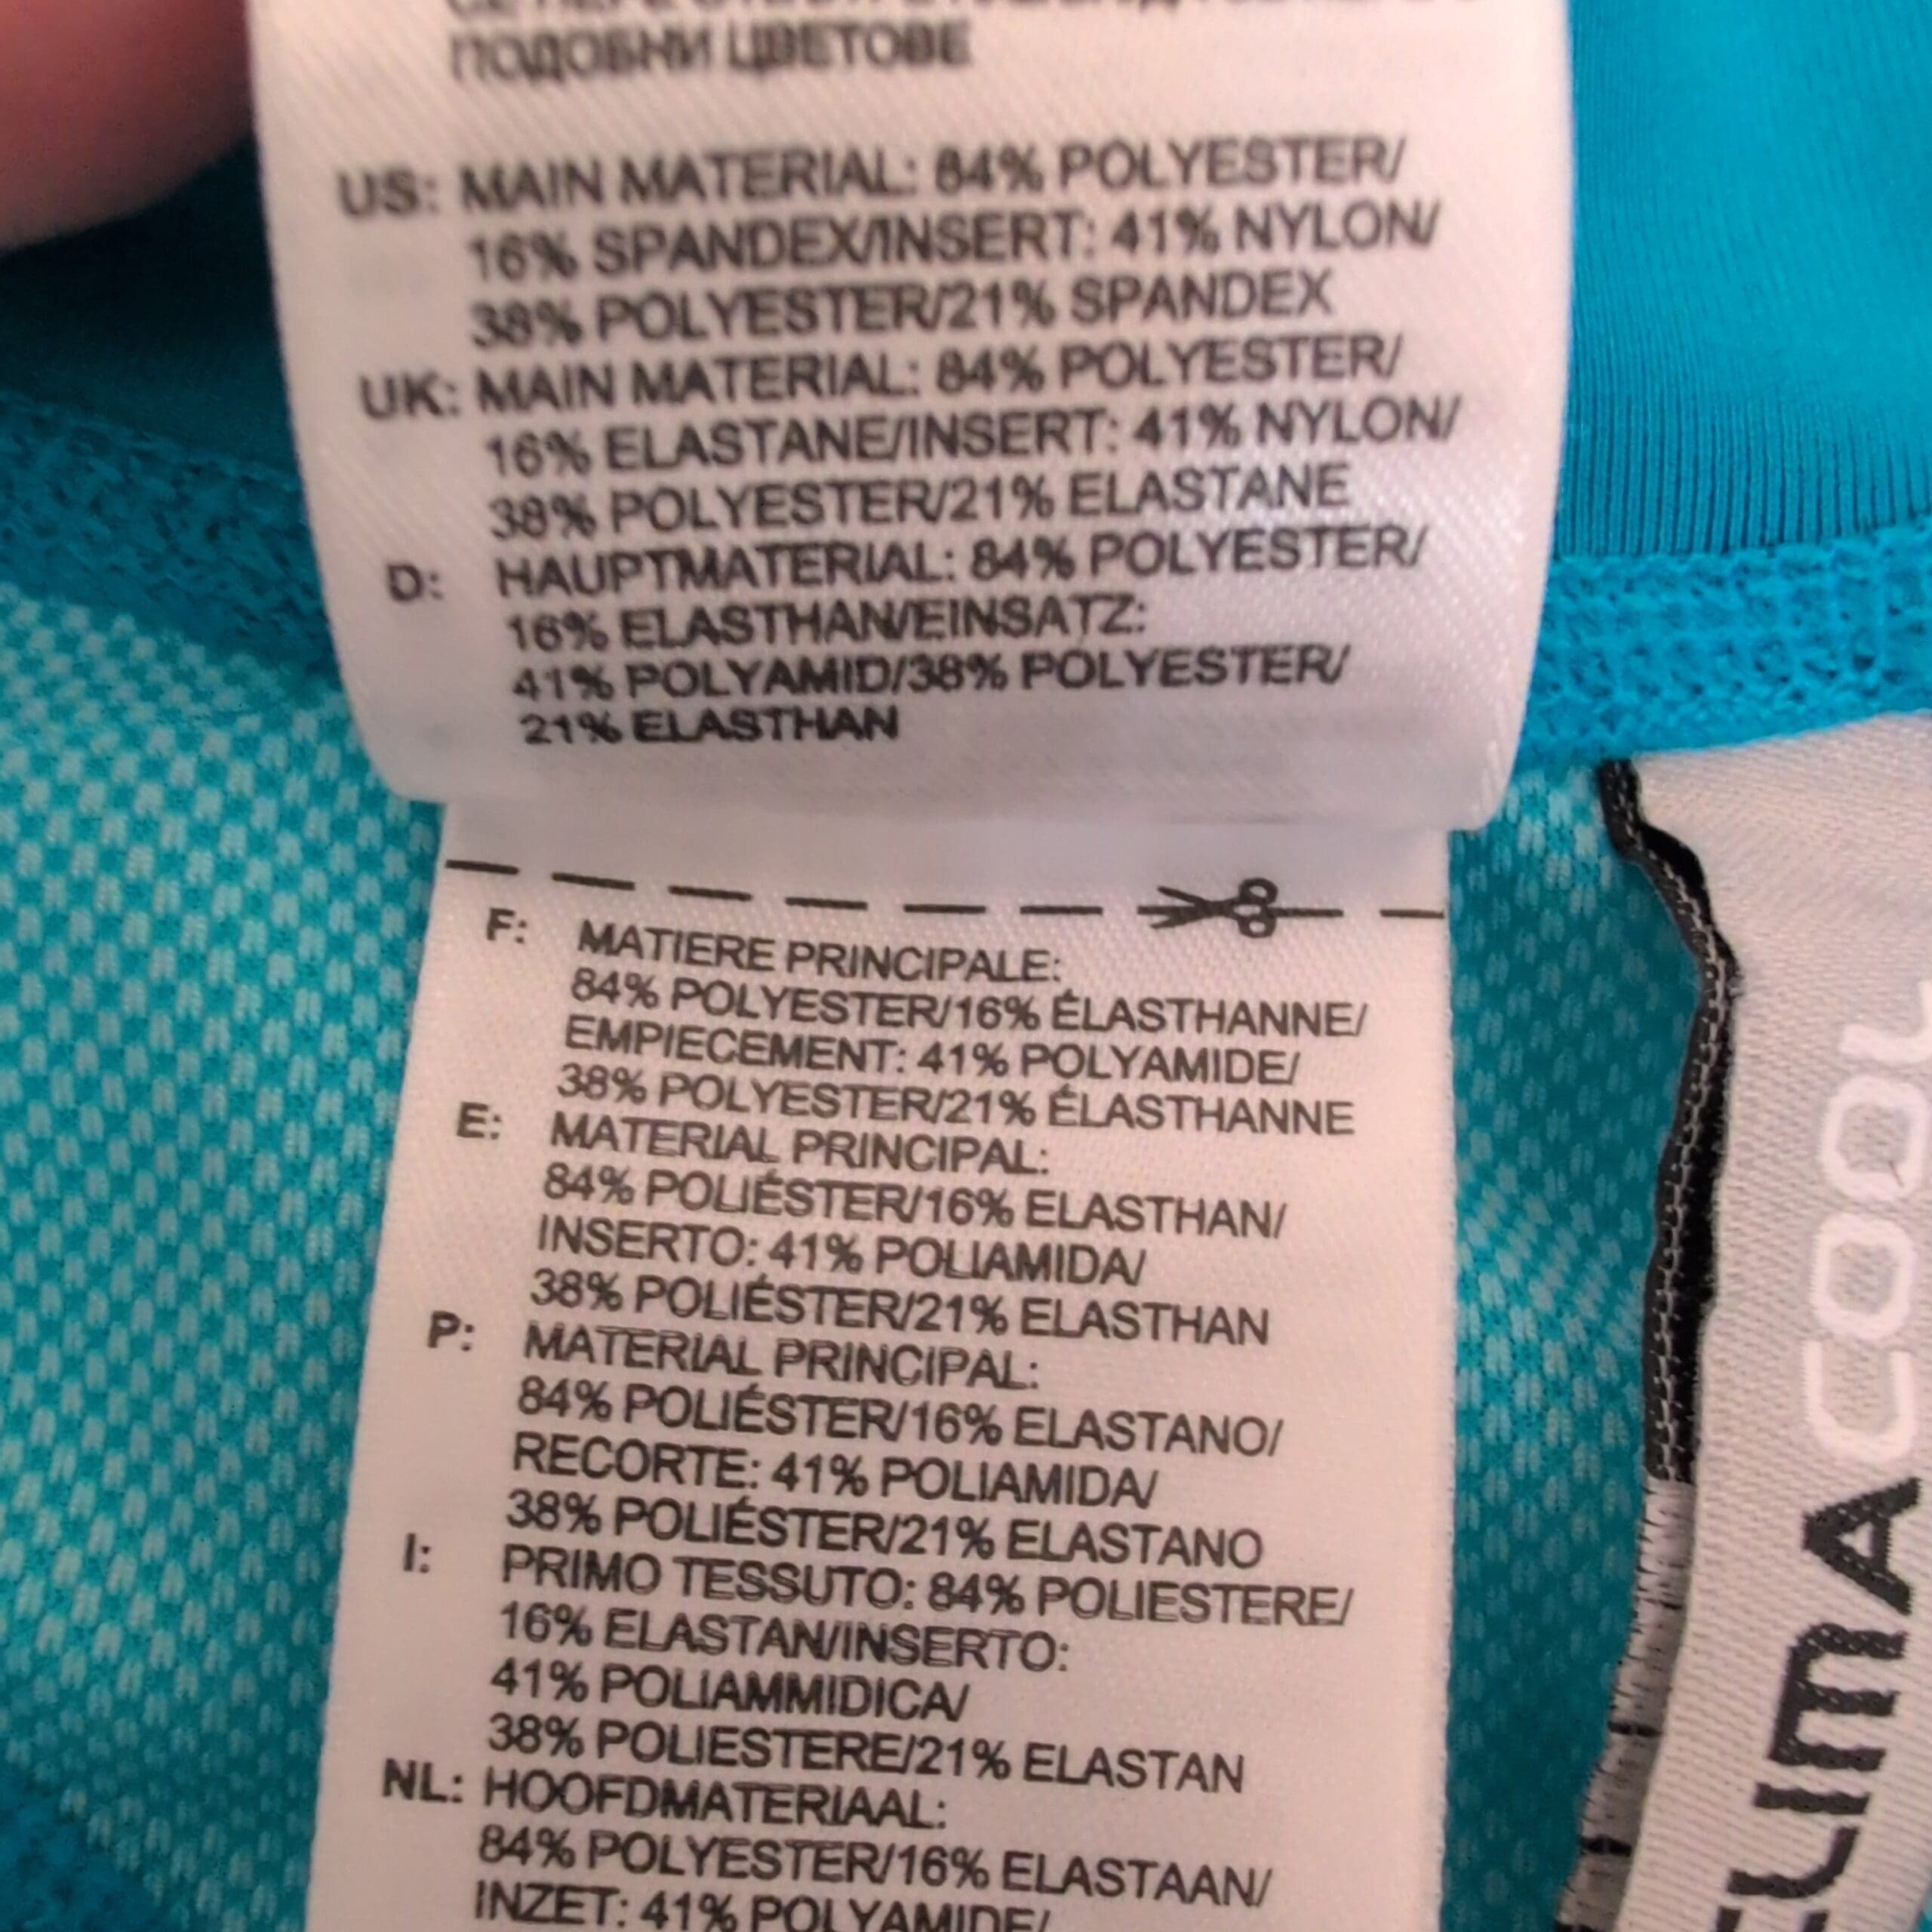 ПОДОБНИ ЦВЕТОВЕ
US: MAIN MATERIAL: 84% POLYESTER/
16% SPANDEX/INSERT: 41% NYLON/
38% POLYESTER/21% SPANDEX
UK: MAIN MATERIAL: 84% POLYESTER/
16% ELASTANE/INSERT: 41% NYLON/
38% POLYESTER/21% ELASTANE
D: HAUPTMATERIAL: 84% POLYESTER/
16% ELASTHAN/EINSATZ:
41% POLYAMID/38% POLYESTER/
21% ELASTHAN
F: MATIERE PRINCIPALE:
84% POLYESTER/16% ÉLASTHANNE/
EMPIECEMENT: 41% POLYAMIDE/
38% POLYESTER/21% ÉLASTHANNE
E: MATERIAL PRINCIPAL:
84% POLIÉSTER/16% ELASTHAN/
INSERTO: 41% POLIAMIDA/
38% POLIÉSTER/21% ELASTHAN
P: MATERIAL PRINCIPAL:
84% POLIÉSTER/16% ELASTANO/
RECORTE: 41% POLIAMIDA/
38% POLIÉSTER/21% ELASTANO
I: PRIMO TESSUTO: 84% POLIESTERE/
16% ELASTAN/INSERTO:
41% POLIAMMIDICA/
38% POLIESTERE/21% ELASTAN
NL: HOOFDMATERIAAL:
84% POLYESTER/16% ELASTAAN/
INZET: 41% POLYAMIDE/
CLIMACOOL